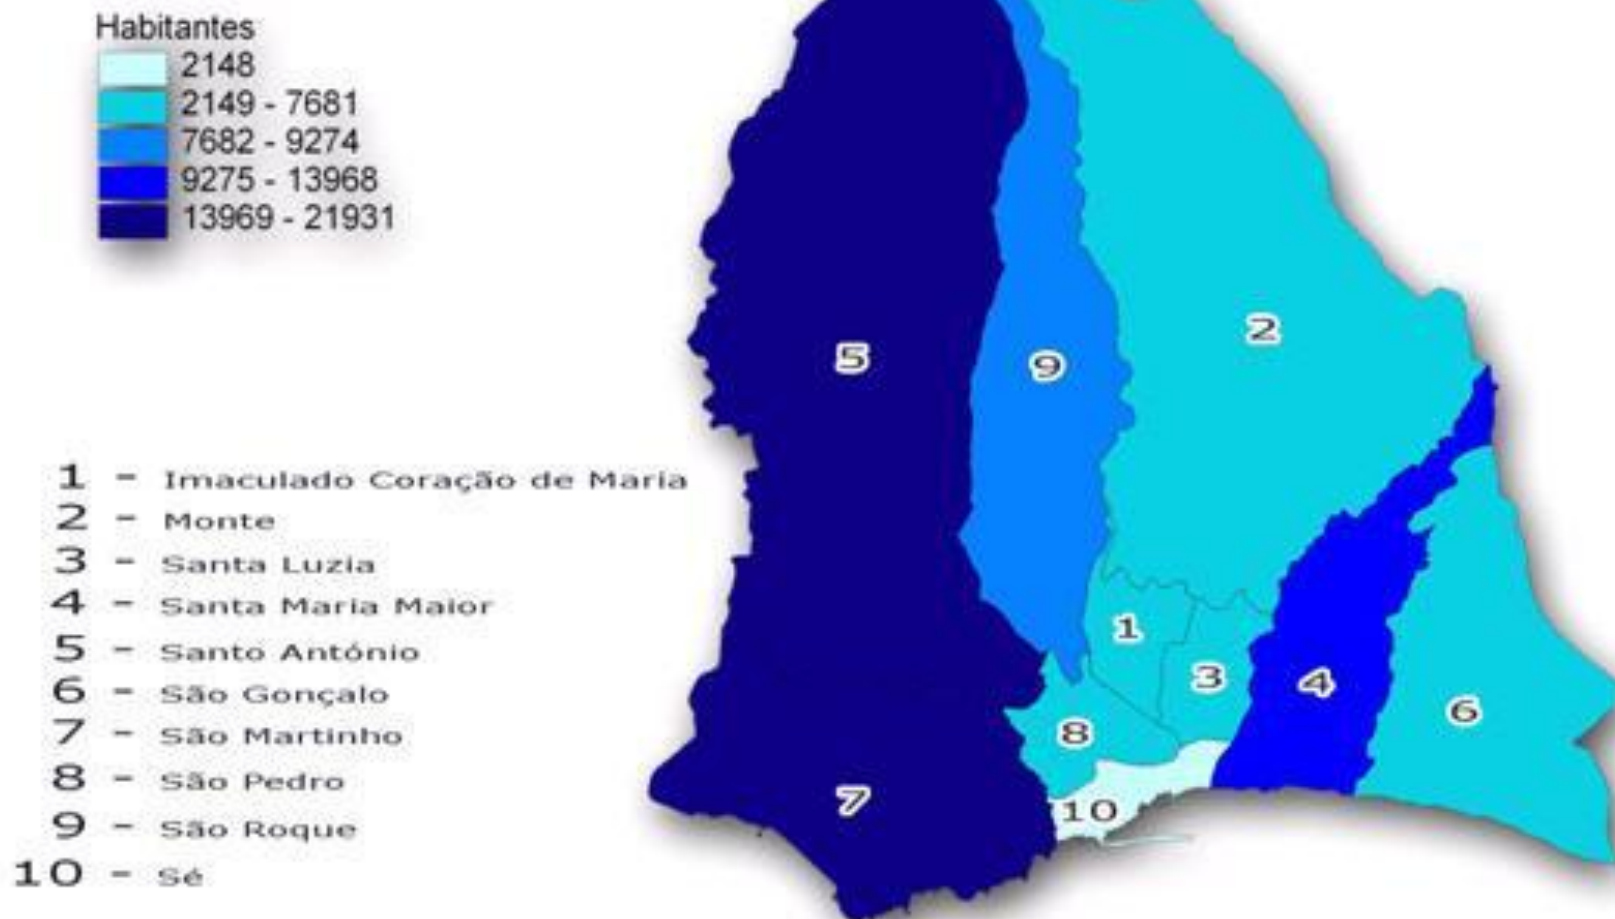 Habitantes
2148
2149 - 7681
7682 - 9274
9275 - 13968
13969 - 21931
5
9
2
1 - Imaculado Coração de Maria
2 - Monte
3 - Santa Luzia
4 - Santa Maria Maior
5 - Santo António
6 - São Gonçalo
7 - São Martinho
8 - São Pedro
9 - São Roque
10 - Sé
1
3
4
6
8
7
10